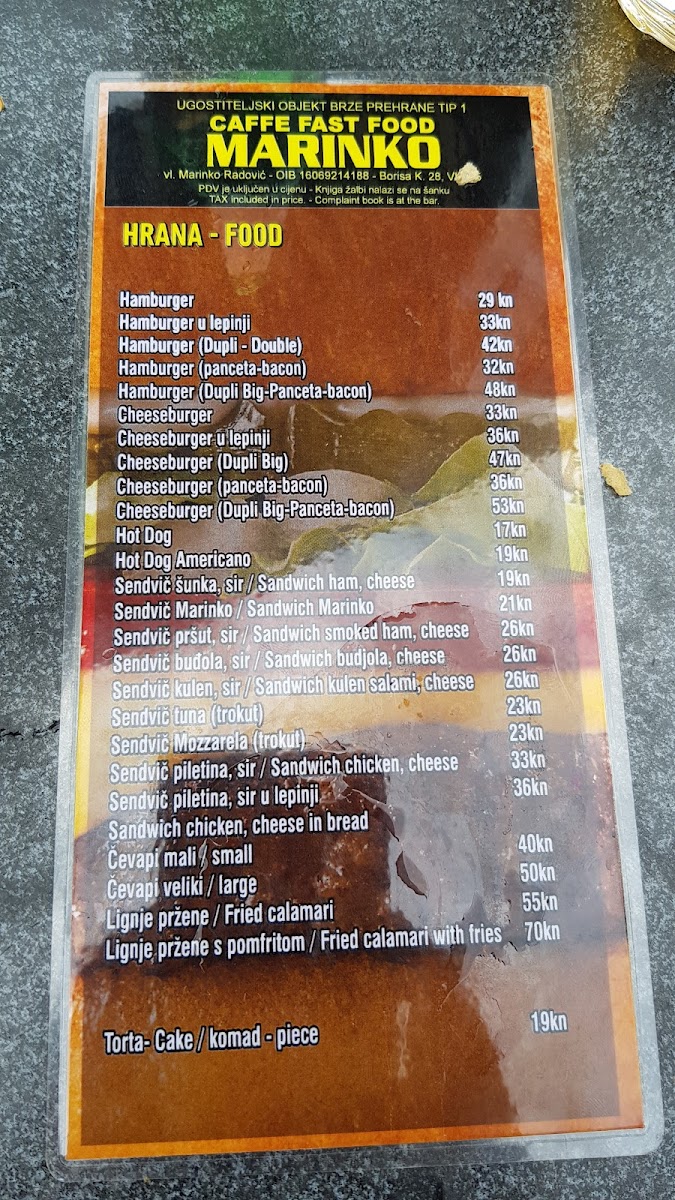 UGOSTITELJSKI OBJEKT BRZE PREHRANE TIP 1
CAFFE FAST FOOD
MARINKO
vl. Marinko Radović - OIB 16069214188 - Borisa K. 28,
PDV je uključen u cijenu - Knjiga žalbi nalazi se na šanku
TAX included in price. - Complaint book is at the bar.
HRANA - FOOD
Hamburger 29 kn
Hamburger u lepinji 33kn
Hamburger (Dupli - Double) 42kn
Hamburger (panceta-bacon) 32kn
Hamburger (Dupli Big-Panceta-bacon) 48kn
Cheeseburger 33kn
Cheeseburger u lepinji 36kn
Cheeseburger (Dupli Big) 47kn
Cheeseburger (panceta-bacon) 36kn
Cheeseburger (Dupli Big-Panceta-bacon) 53kn
Hot Dog 17kn
Hot Dog Americano 19kn
Sendvič šunka, sir / Sandwich ham, cheese 19kn
Sendvič Marinko / Sandwich Marinko 21kn
Sendvič pršut, sir / Sandwich smoked ham, cheese 26kn
Sendvič buđola, sir / Sandwich budjola, cheese 26kn
Sendvič kulen, sir / Sandwich kulen salami, cheese 26kn
Sendvič tuna (trokut) 23kn
Sendvič Mozzarela (trokut) 23kn
Sendvič piletina, sir / Sandwich chicken, cheese 33kn
Sendvič piletina, sir u lepinji 36kn
Sandwich chicken, cheese in bread
Čevapi mali / small 40kn
Čevapi veliki / large 50kn
Lignje pržene / Fried calamari 55kn
Lignje pržene s pomfritom / Fried calamari with fries 70kn
Torta- Cake / komad - piece 19kn